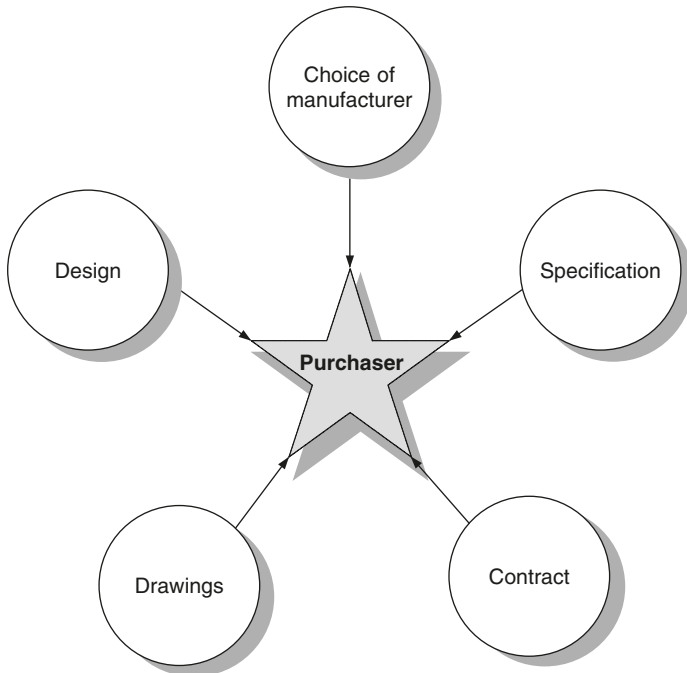 Choice of
manufacturer
Design
Specification
Purchaser
Drawings
Contract